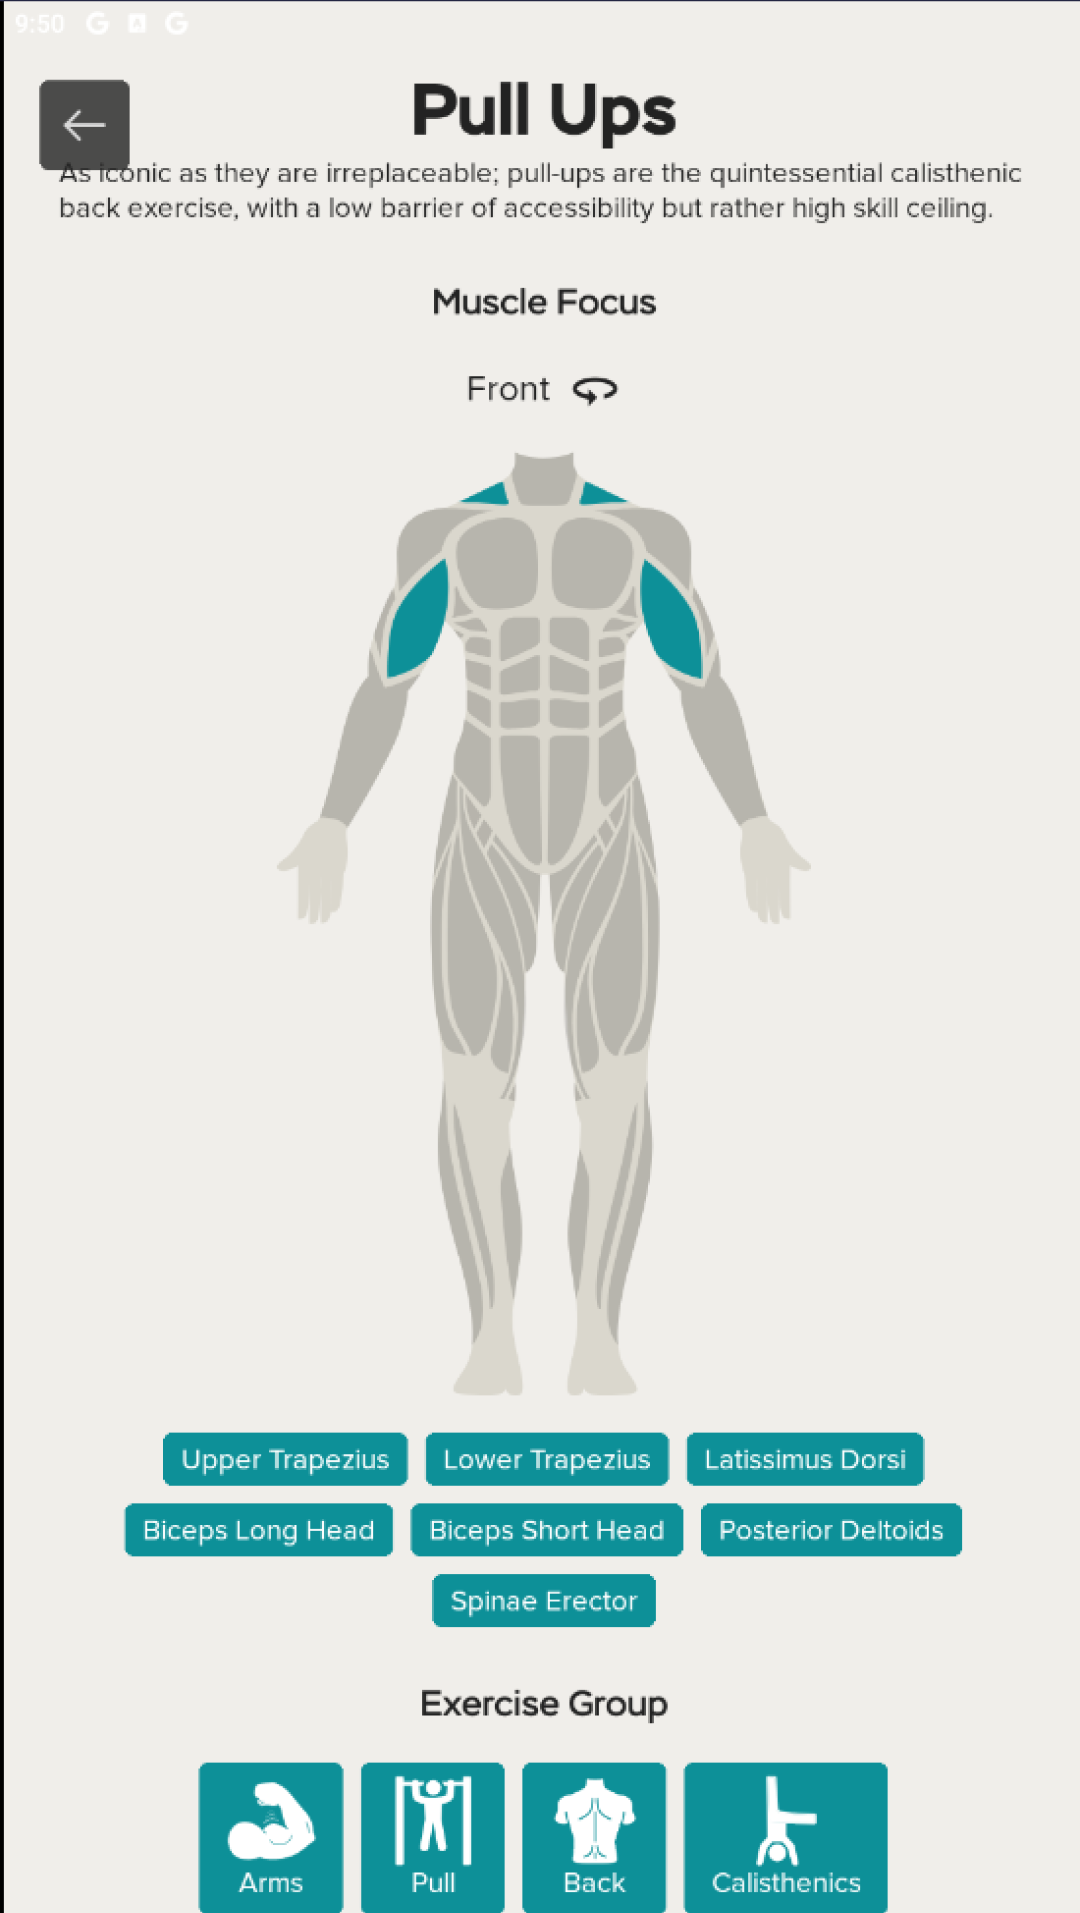 9:50 G A G
Pull Ups
As iconic as they are irreplaceable; pull-ups are the quintessential calisthenic
back exercise, with a low barrier of accessibility but rather high skill ceiling.
Muscle Focus
Front
Upper Trapezius Lower Trapezius Latissimus Dorsi
Biceps Long Head Biceps Short Head Posterior Deltoids
Spinae Erector
Exercise Group
Arms Pull Back Calisthenics